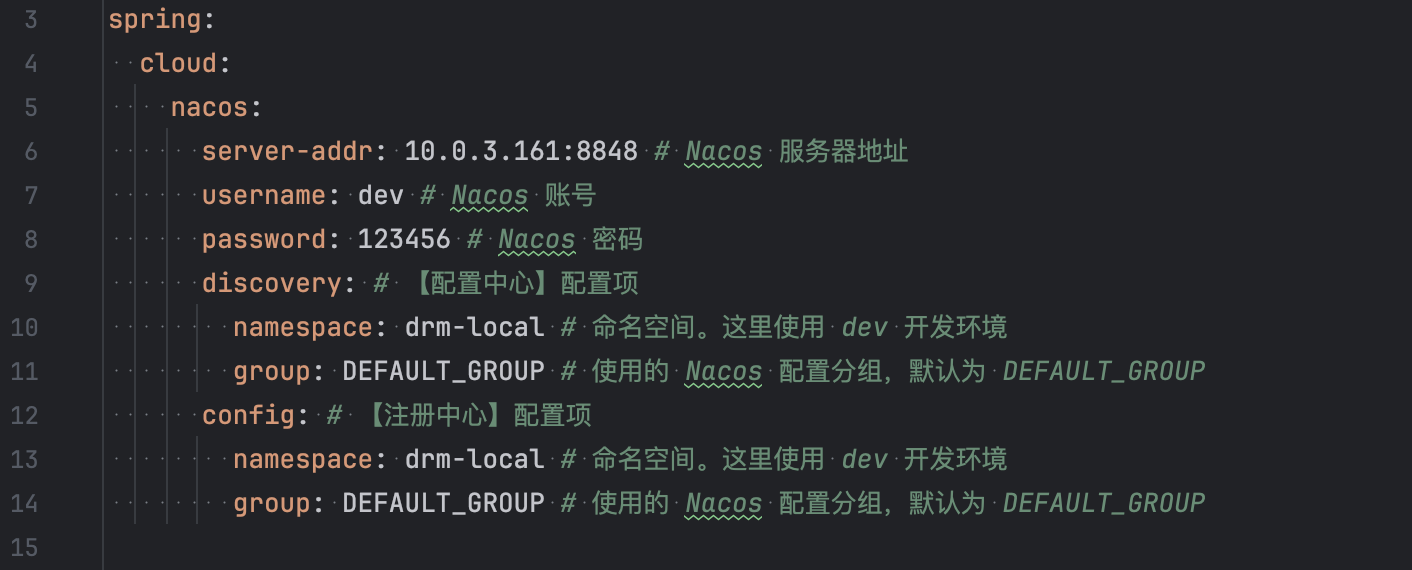 3 spring:
4   cloud:
5     nacos:
6       server-addr: 10.0.3.161:8848 # Nacos 服务器地址
7       username: dev # Nacos 账号
8       password: 123456 # Nacos 密码
9       discovery: # 【配置中心】配置项
10        namespace: drm-local # 命名空间。这里使用 dev 开发环境
11        group: DEFAULT_GROUP # 使用的 Nacos 配置分组，默认为 DEFAULT_GROUP
12      config: # 【注册中心】配置项
13        namespace: drm-local # 命名空间。这里使用 dev 开发环境
14        group: DEFAULT_GROUP # 使用的 Nacos 配置分组，默认为 DEFAULT_GROUP
15